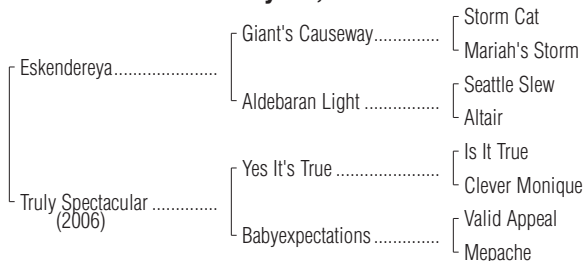 Storm Cat
Giant's Causeway...............
Mariah's Storm
Eskendereya.....................
Seattle Slew
Aldebaran Light ...............
Altair
Is It True
Yes It's True .....................
Clever Monique
Truly Spectacular .............
(2006)
Valid Appeal
Babyexpectations.............
Mepache